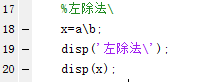 17 %左除法\
18 - x=a\b;
19 - disp('左除法\');
20 - disp(x);